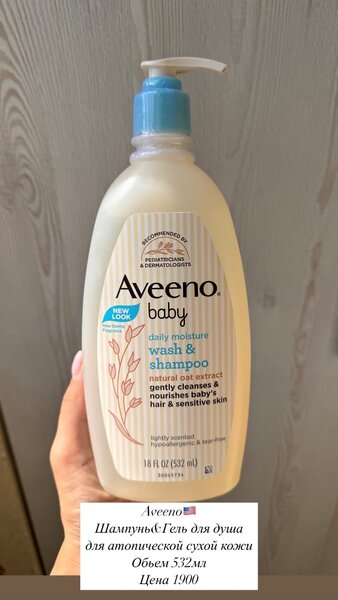 RECOMMENDED BY
PEDIATRICIANS
& DERMATOLOGISTS
Aveeno®
baby
NEW
LOOK
New Gentle
Fragrance
daily moisture
wash &
shampoo
natural oat extract
gently cleanses &
nourishes baby's
hair & sensitive skin
lightly scented
hypoallergenic & tear-free
18 FL OZ (532 mL)
30045734
Aveeno🇺🇸
Шампунь&Гель для душа
для атопической сухой кожи
Обьем 532мл
Цена 1900